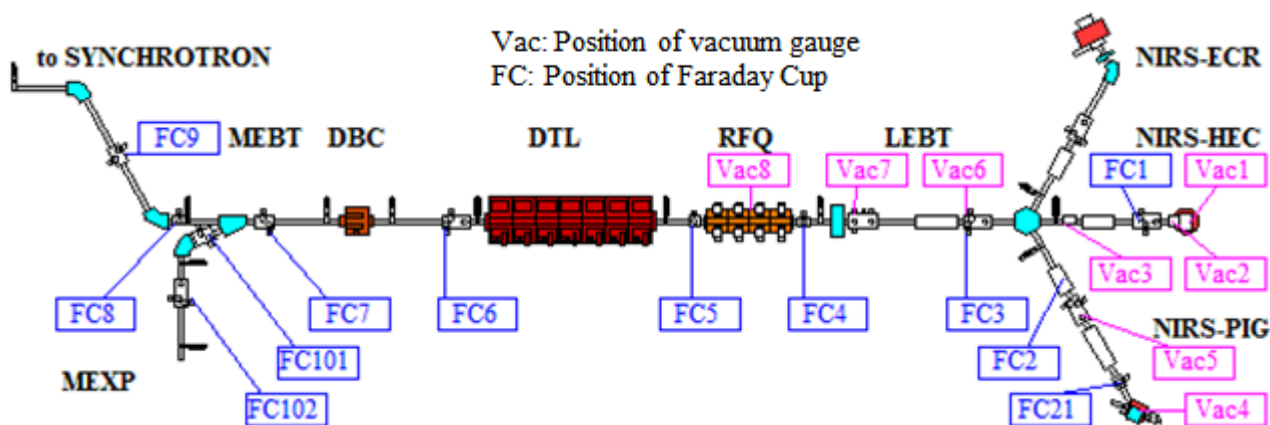 Vac: Position of vacuum gauge
FC: Position of Faraday Cup
to SYNCHROTRON
NIRS-ECR
FC9
MEBT
DBC
DTL
RFQ
LEBT
NIRS-HEC
Vac8
Vac7
Vac6
FC1
Vac1
Vac3
Vac2
FC8
FC7
FC6
FC5
FC4
FC3
NIRS-PIG
FC101
FC2
Vac5
MEXP
FC102
FC21
Vac4